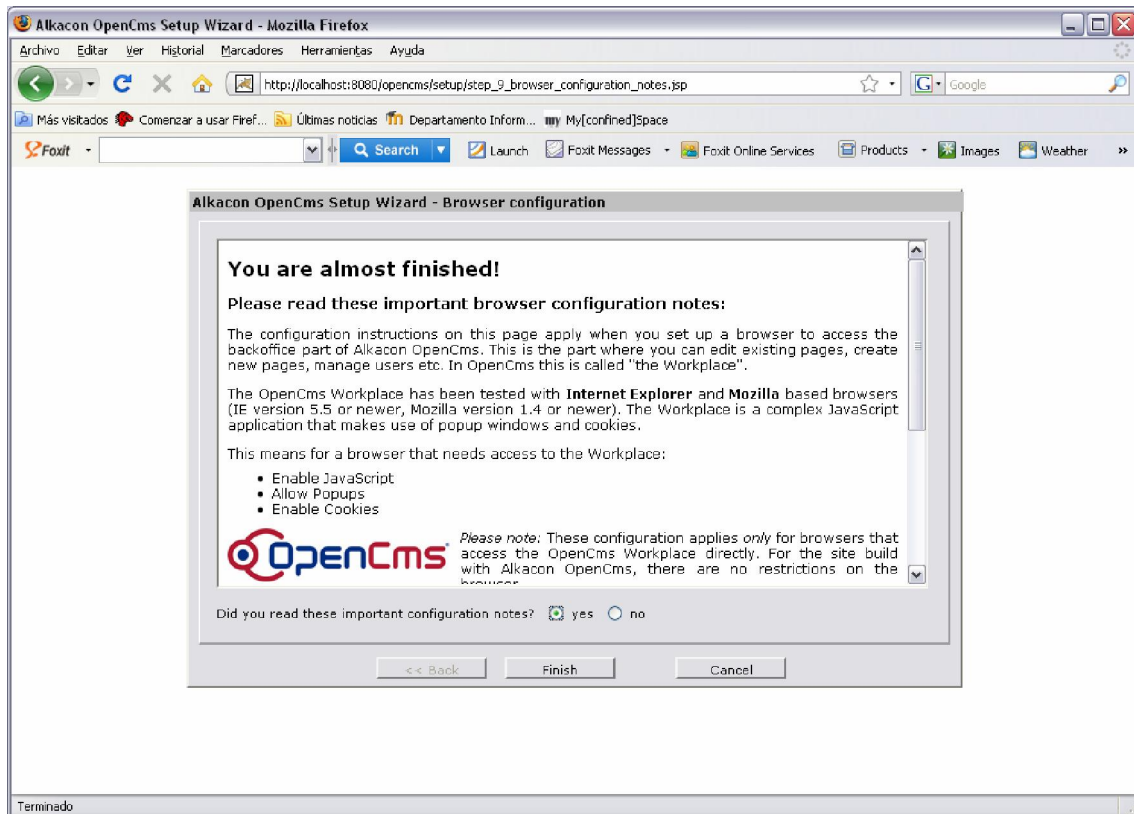 Alkacon OpenCms Setup Wizard - Mozilla Firefox
Archivo Editar Ver Historial Marcadores Herramientas Ayuda
http://localhost:8080/opencms/setup/step_9_browser_configuration_notes.jsp
G Google
Más visitados Comenzar a usar Firef... Últimas noticias Departamento Inform... My[confined]Space
Foxit Search Launch Foxit Messages Foxit Online Services Products Images Weather »
Alkacon OpenCms Setup Wizard - Browser configuration
You are almost finished!
Please read these important browser configuration notes:
The configuration instructions on this page apply when you set up a browser to access the
backoffice part of Alkacon OpenCms. This is the part where you can edit existing pages, create
new pages, manage users etc. In OpenCms this is called "the Workplace".
The OpenCms Workplace has been tested with Internet Explorer and Mozilla based browsers
(IE version 5.5 or newer, Mozilla version 1.4 or newer). The Workplace is a complex JavaScript
application that makes use of popup windows and cookies.
This means for a browser that needs access to the Workplace:
• Enable JavaScript
• Allow Popups
• Enable Cookies
OpenCms
Please note: These configuration applies only for browsers that
access the OpenCms Workplace directly. For the site build
with Alkacon OpenCms, there are no restrictions on the
browser
Did you read these important configuration notes? yes no
<< Back Finish Cancel
Terminado